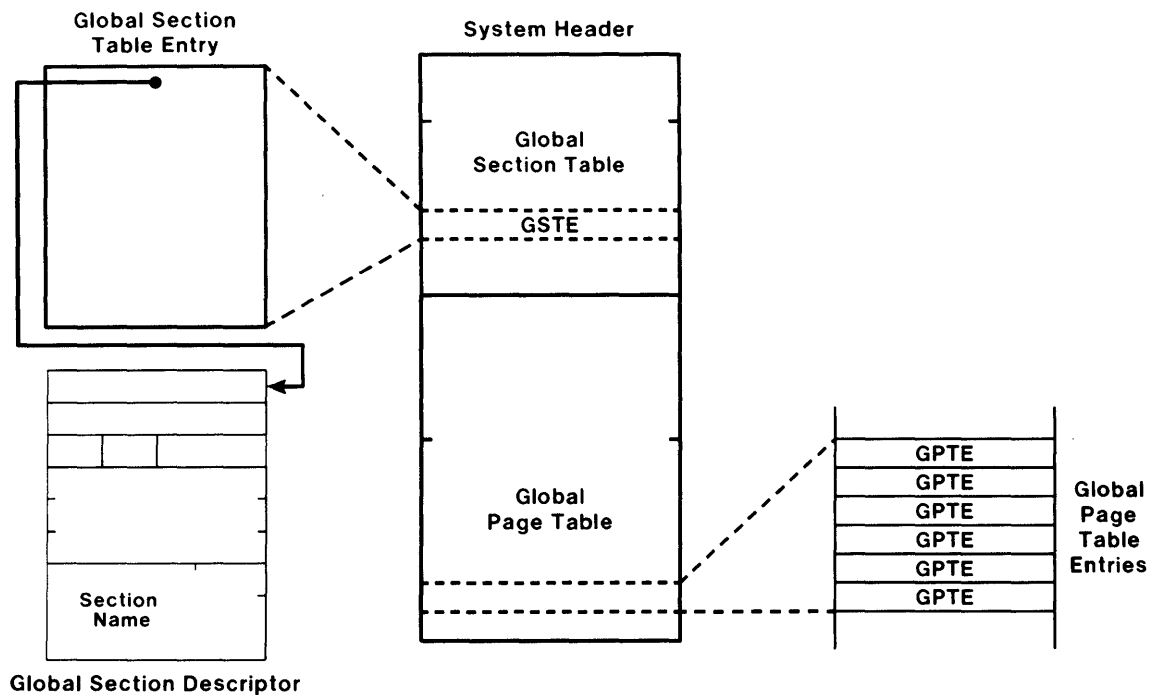 Global Section
Table Entry
System Header
Global
Section Table
GSTE
Global
Page Table
GPTE
GPTE
GPTE
GPTE
GPTE
GPTE
Global
Page
Table
Entries
Section
Name
Global Section Descriptor